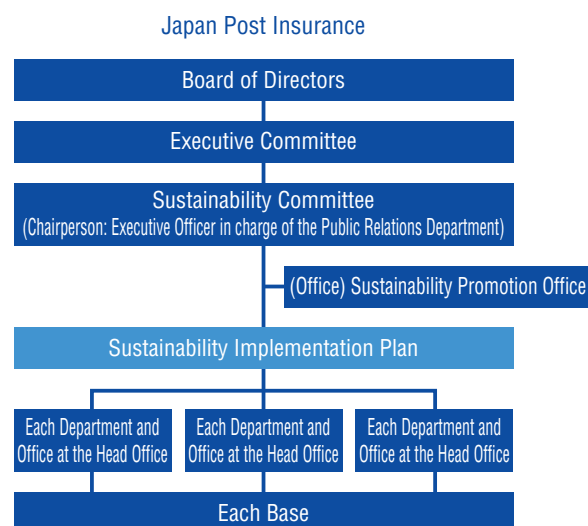 Japan Post Insurance
Board of Directors
Executive Committee
Sustainability Committee
(Chairperson: Executive Officer in charge of the Public Relations Department)
(Office) Sustainability Promotion Office
Sustainability Implementation Plan
Each Department and
Office at the Head Office
Each Department and
Office at the Head Office
Each Department and
Office at the Head Office
Each Base